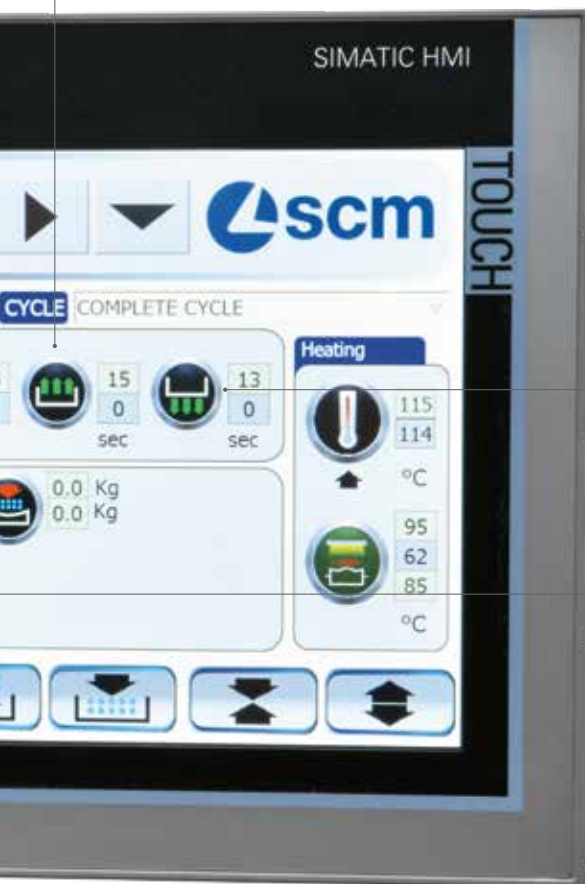 SIMATIC HMI
TOUCH
scm
CYCLE COMPLETE CYCLE
Heating
15
0
sec
13
0
sec
115
114
°C
0.0 Kg
0.0 Kg
95
62
85
°C